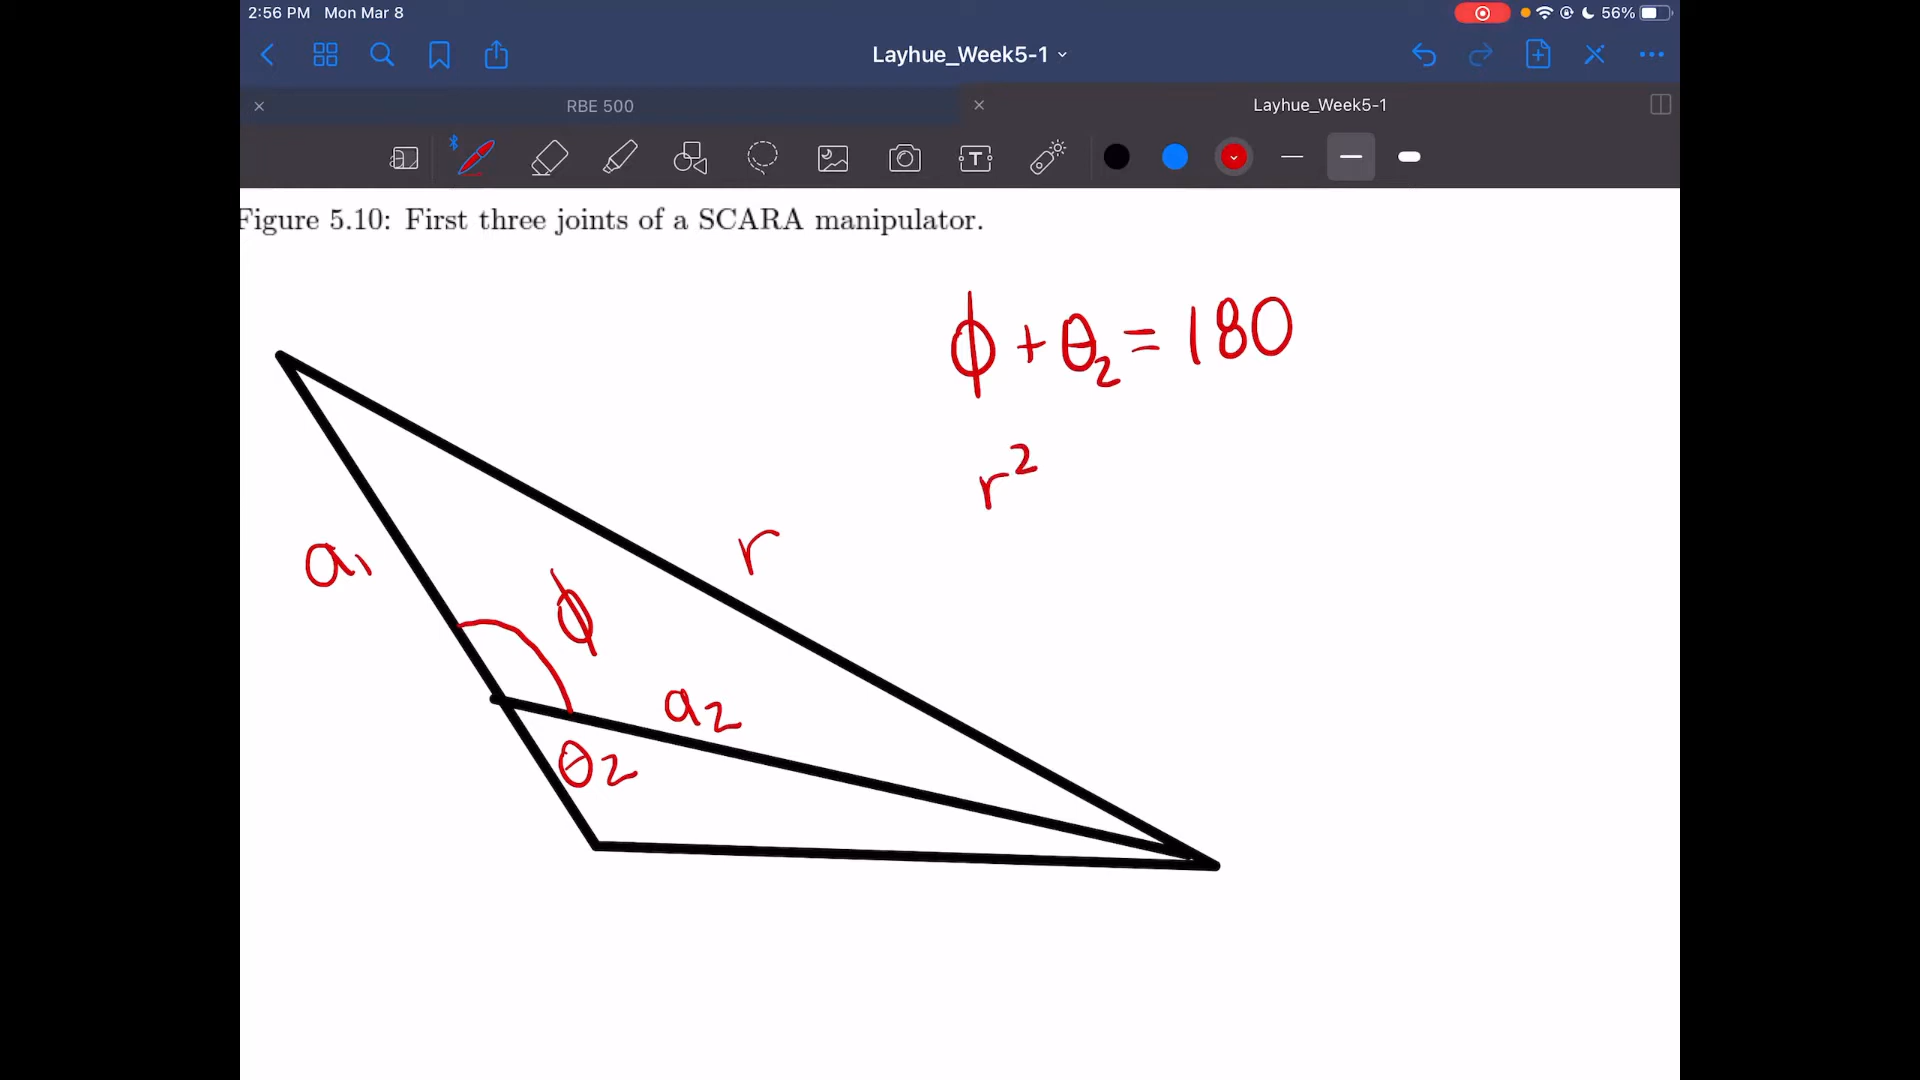 2:56 PM Mon Mar 8
56%
Layhue_Week5-1
RBE 500
Layhue_Week5-1
T
Figure 5.10: First three joints of a SCARA manipulator.
ϕ + θ₂ = 180
r²
r
a₁
ϕ
a₂
θ₂